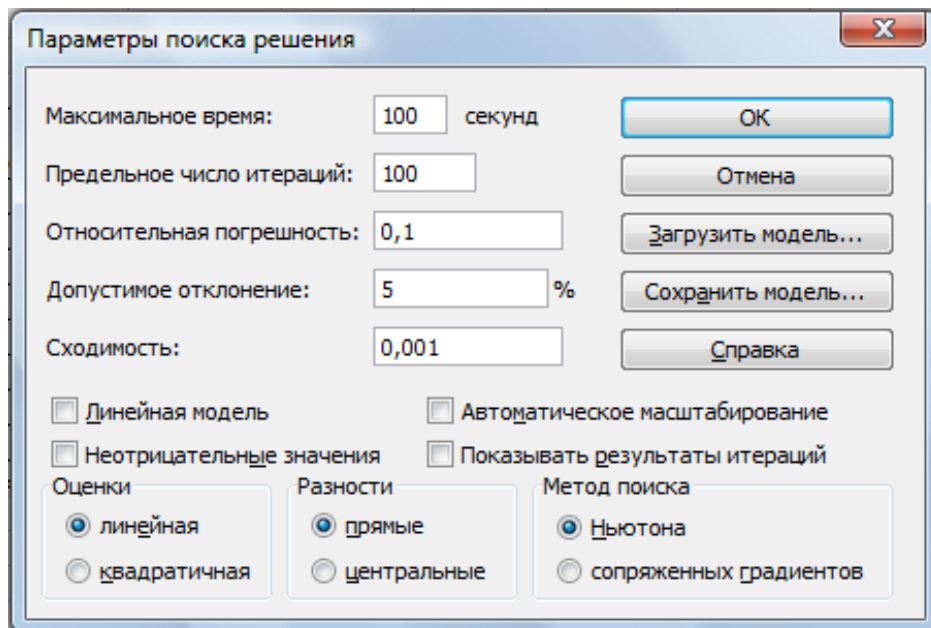 Параметры поиска решения
X
Максимальное время: 100 секунд OK
Предельное число итераций: 100 Отмена
Относительная погрешность: 0,1 Загрузить модель...
Допустимое отклонение: 5 % Сохранить модель...
Сходимость: 0,001 Справка
Линейная модель Автоматическое масштабирование
Неотрицательные значения Показывать результаты итераций
Оценки Разности Метод поиска
линейная прямые Ньютона
квадратичная центральные сопряженных градиентов